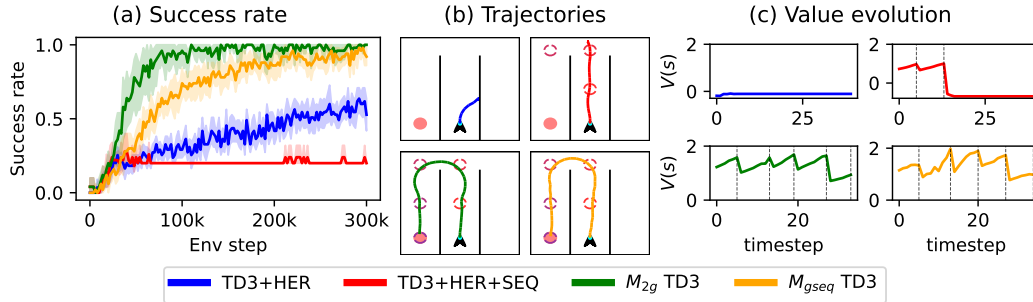 (a) Success rate
(b) Trajectories
(c) Value evolution
Success rate
1.0
0.5
0.0
0
100k
200k
300k
Env step
V(s)
2
0
0
25
2
0
0
25
V(s)
2
1
0
0
20
timestep
2
1
0
0
20
timestep
TD3+HER
TD3+HER+SEQ
M2g TD3
Mgseq TD3